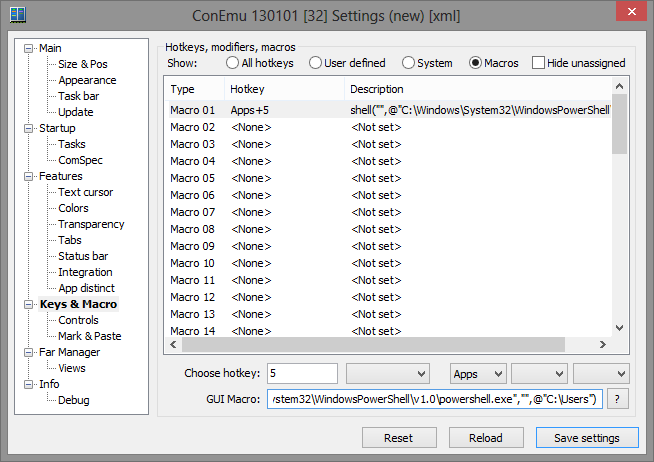 ConEmu 130101 [32] Settings (new) [xml]
Main
Size & Pos
Appearance
Task bar
Update
Startup
Tasks
ComSpec
Features
Text cursor
Colors
Transparency
Tabs
Status bar
Integration
App distinct
Keys & Macro
Controls
Mark & Paste
Far Manager
Views
Info
Debug
Hotkeys, modifiers, macros
Show: All hotkeys User defined System Macros Hide unassigned
Type Hotkey Description
Macro 01 Apps+5 shell("",@"C:\Windows\System32\WindowsPowerShell\
Macro 02 <None> <Not set>
Macro 03 <None> <Not set>
Macro 04 <None> <Not set>
Macro 05 <None> <Not set>
Macro 06 <None> <Not set>
Macro 07 <None> <Not set>
Macro 08 <None> <Not set>
Macro 09 <None> <Not set>
Macro 10 <None> <Not set>
Macro 11 <None> <Not set>
Macro 12 <None> <Not set>
Macro 13 <None> <Not set>
Macro 14 <None> <Not set>
Choose hotkey: 5 Apps
GUI Macro: ystem32\WindowsPowerShell\v1.0\powershell.exe","",@"C:\Users") ?
Reset Reload Save settings